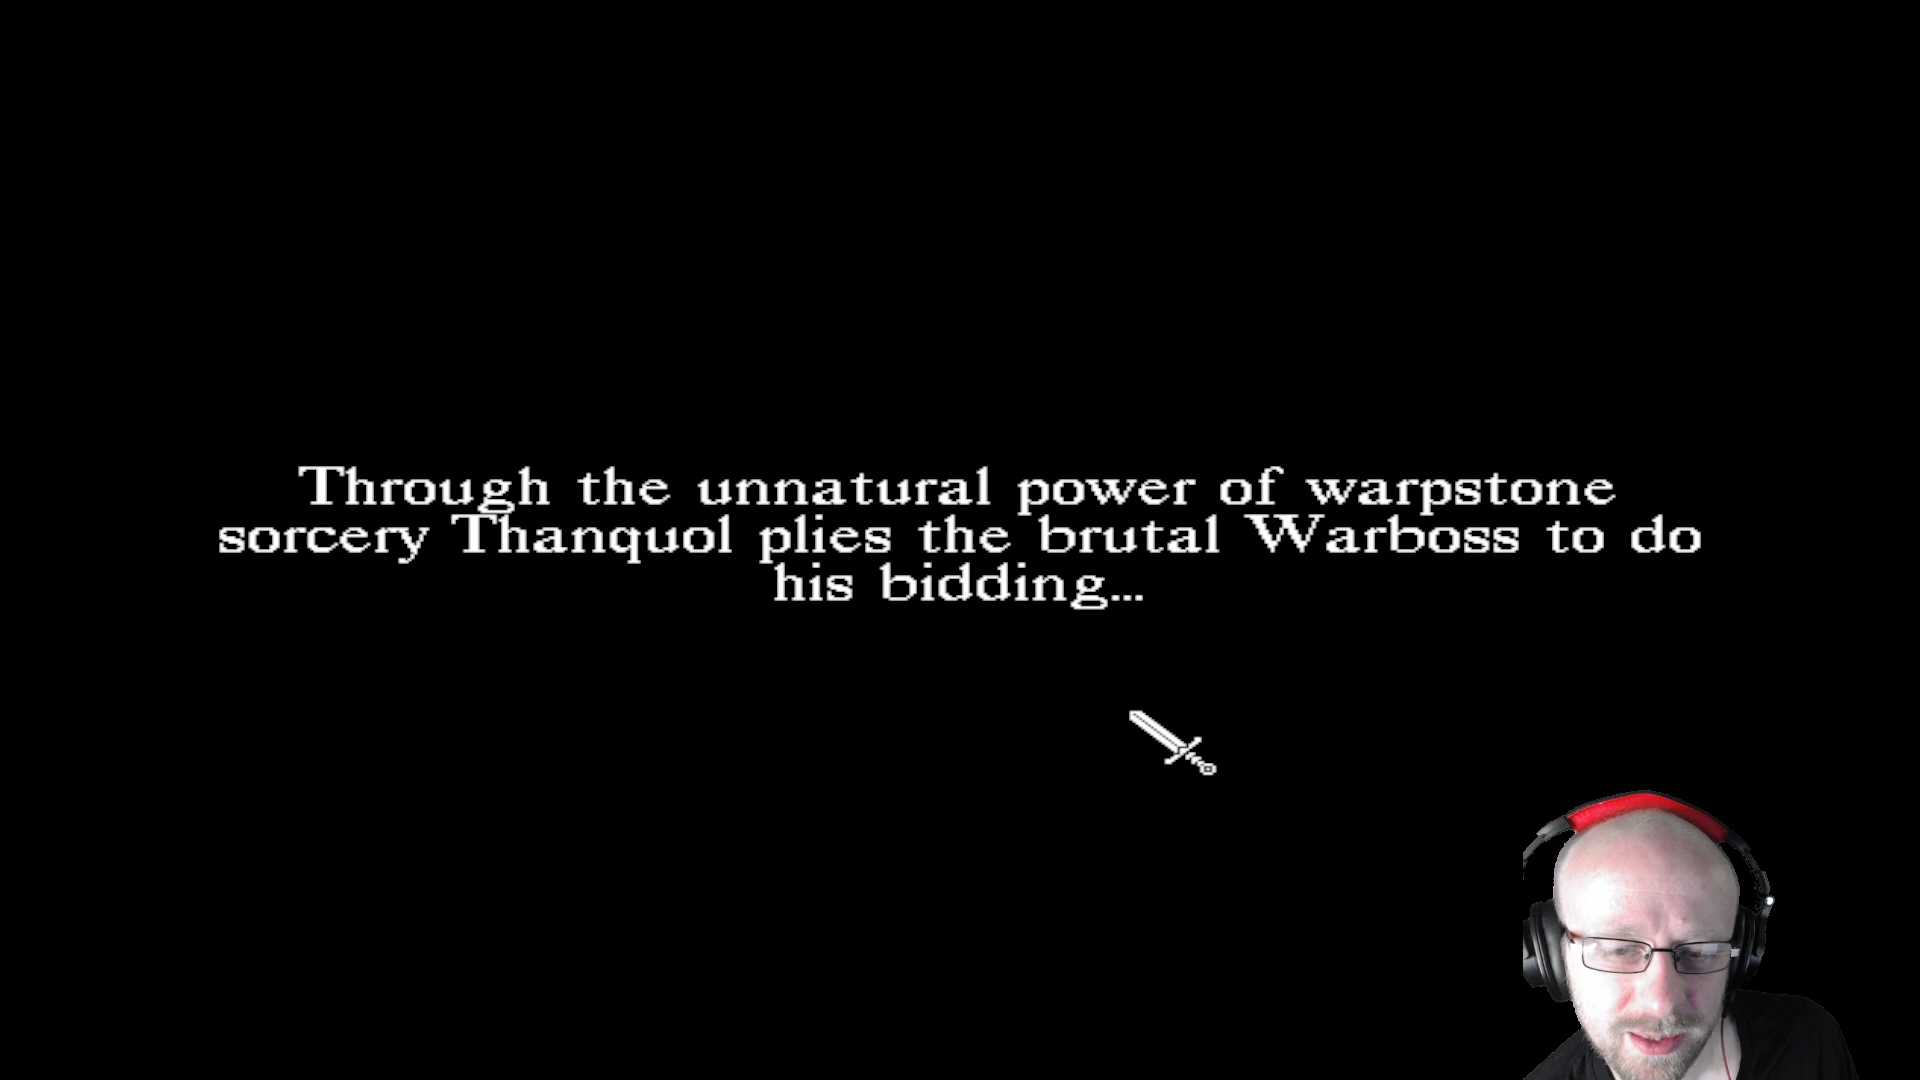 Through the unnatural power of warpstone
sorcery Thanquol plies the brutal Warboss to do
his bidding...